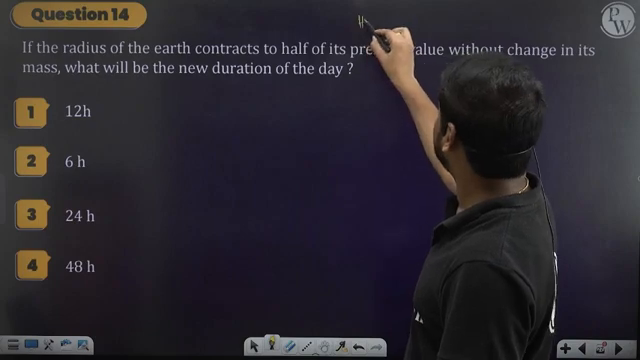 Question 14
PW
If the radius of the earth contracts to half of its value without change in its
mass, what will be the new duration of the day ?
1 12h
2 6 h
3 24 h
4 48 h